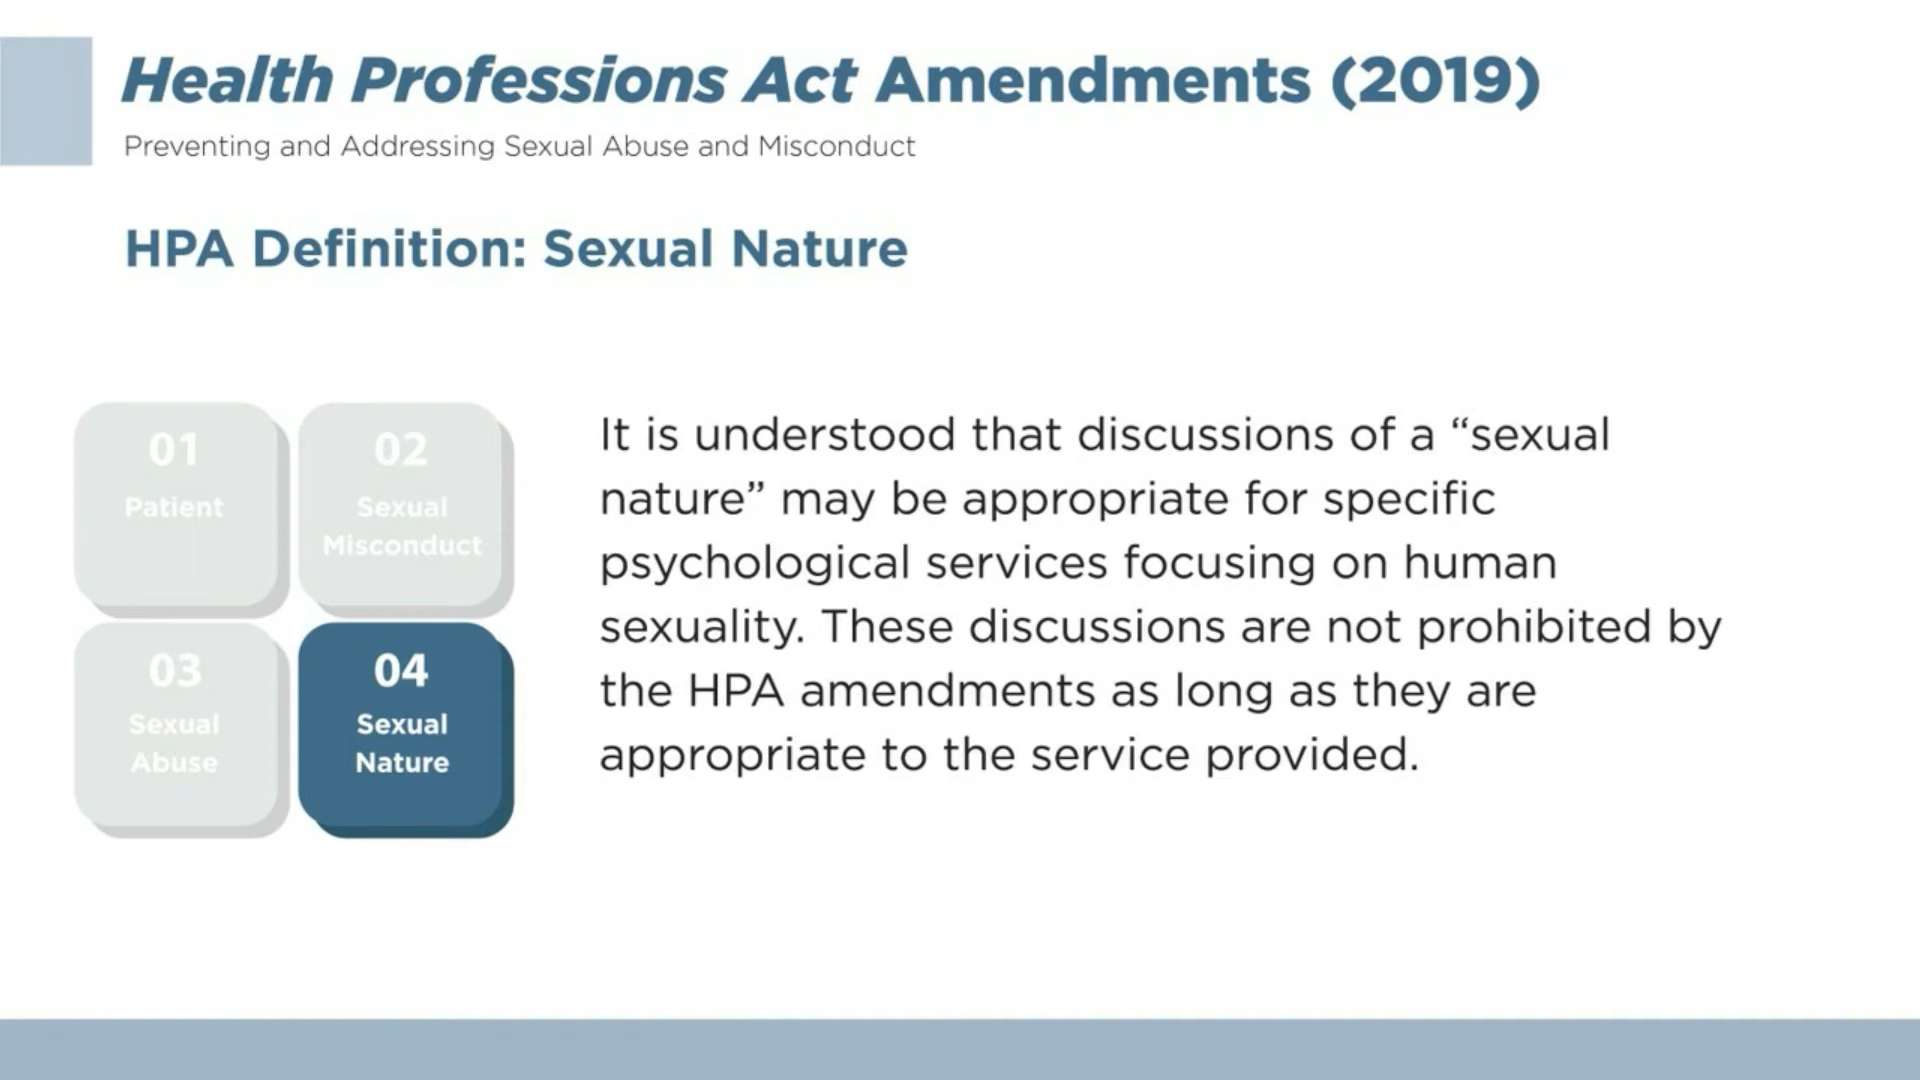 Health Professions Act Amendments (2019)
Preventing and Addressing Sexual Abuse and Misconduct
HPA Definition: Sexual Nature
01
Patient
02
Sexual
Misconduct
03
Sexual
Abuse
04
Sexual
Nature
It is understood that discussions of a “sexual
nature” may be appropriate for specific
psychological services focusing on human
sexuality. These discussions are not prohibited by
the HPA amendments as long as they are
appropriate to the service provided.